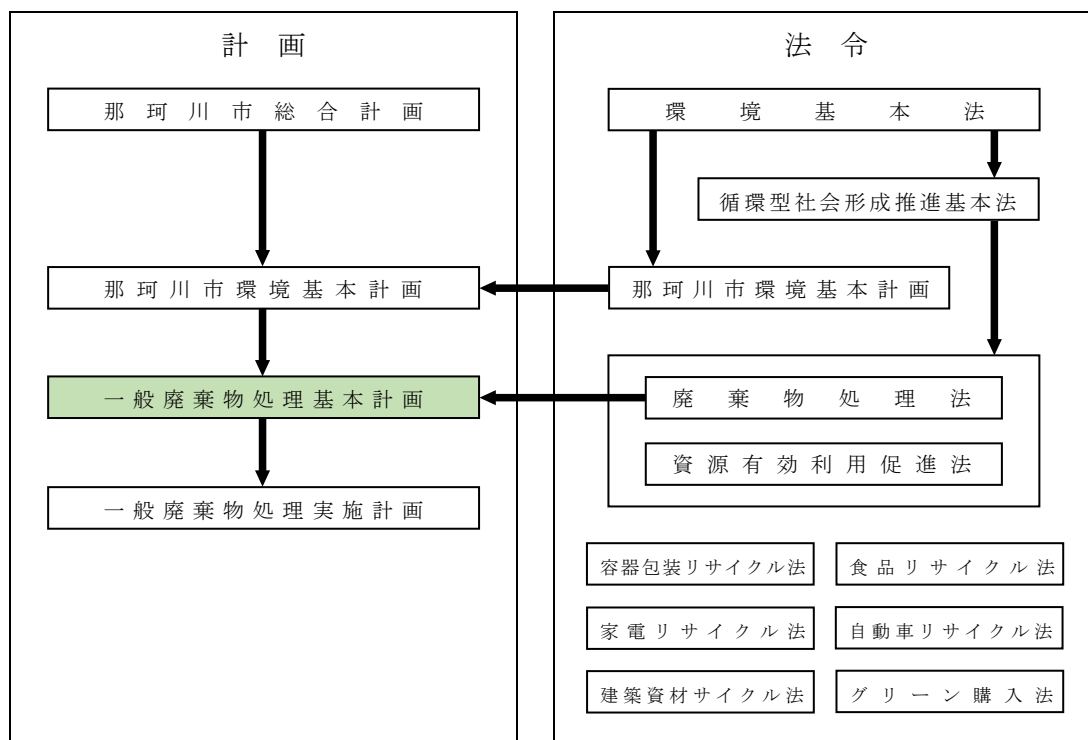 計画
那珂川市総合計画
那珂川市環境基本計画
一般廃棄物処理基本計画
一般廃棄物処理実施計画
法令
環境基本法
循環型社会形成推進基本法
那珂川市環境基本計画
廃棄物処理法
資源有効利用促進法
容器包装リサイクル法
食品リサイクル法
家電リサイクル法
自動車リサイクル法
建築資材サイクル法
グリーン購入法